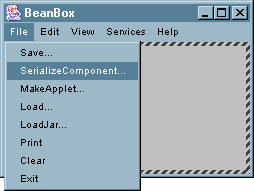 BeanBox
File Edit View Services Help
Save...
SerializeComponent...
MakeApplet...
Load...
LoadJar...
Print
Clear
Exit